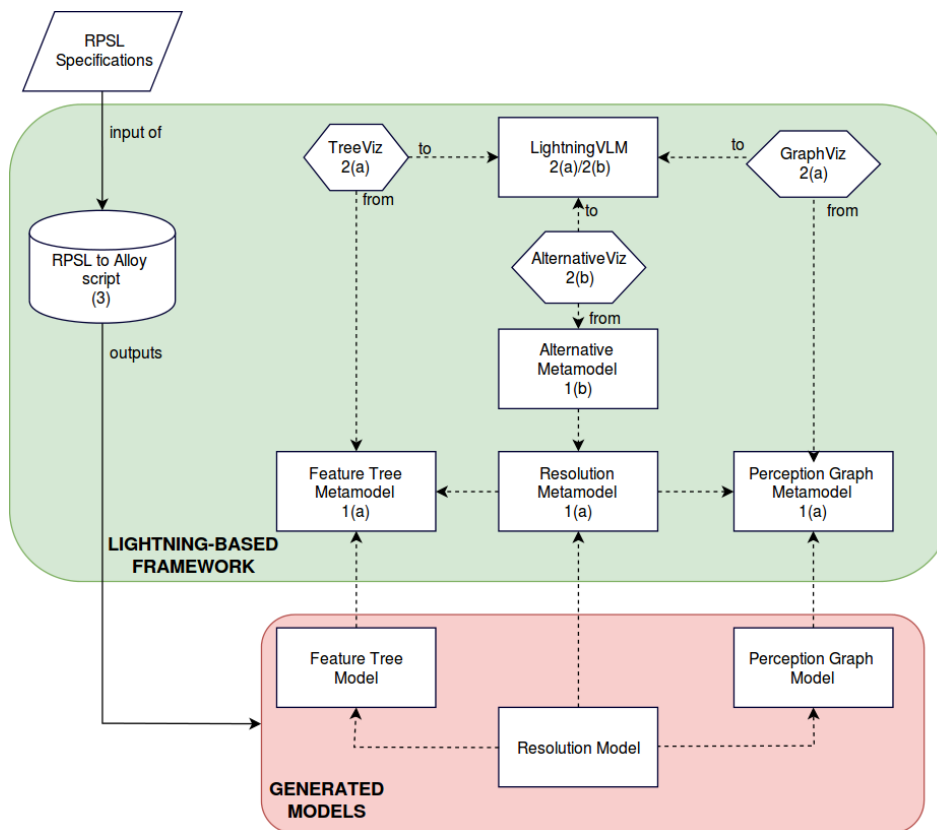 RPSL
Specifications
input of
TreeViz
2(a)
to
LightningVLM
2(a)/2(b)
to
GraphViz
2(a)
from
to
from
RPSL to Alloy
script
(3)
AlternativeViz
2(b)
from
outputs
Alternative
Metamodel
1(b)
Feature Tree
Metamodel
1(a)
Resolution
Metamodel
1(a)
Perception Graph
Metamodel
1(a)
LIGHTNING-BASED
FRAMEWORK
Feature Tree
Model
Perception Graph
Model
Resolution Model
GENERATED
MODELS